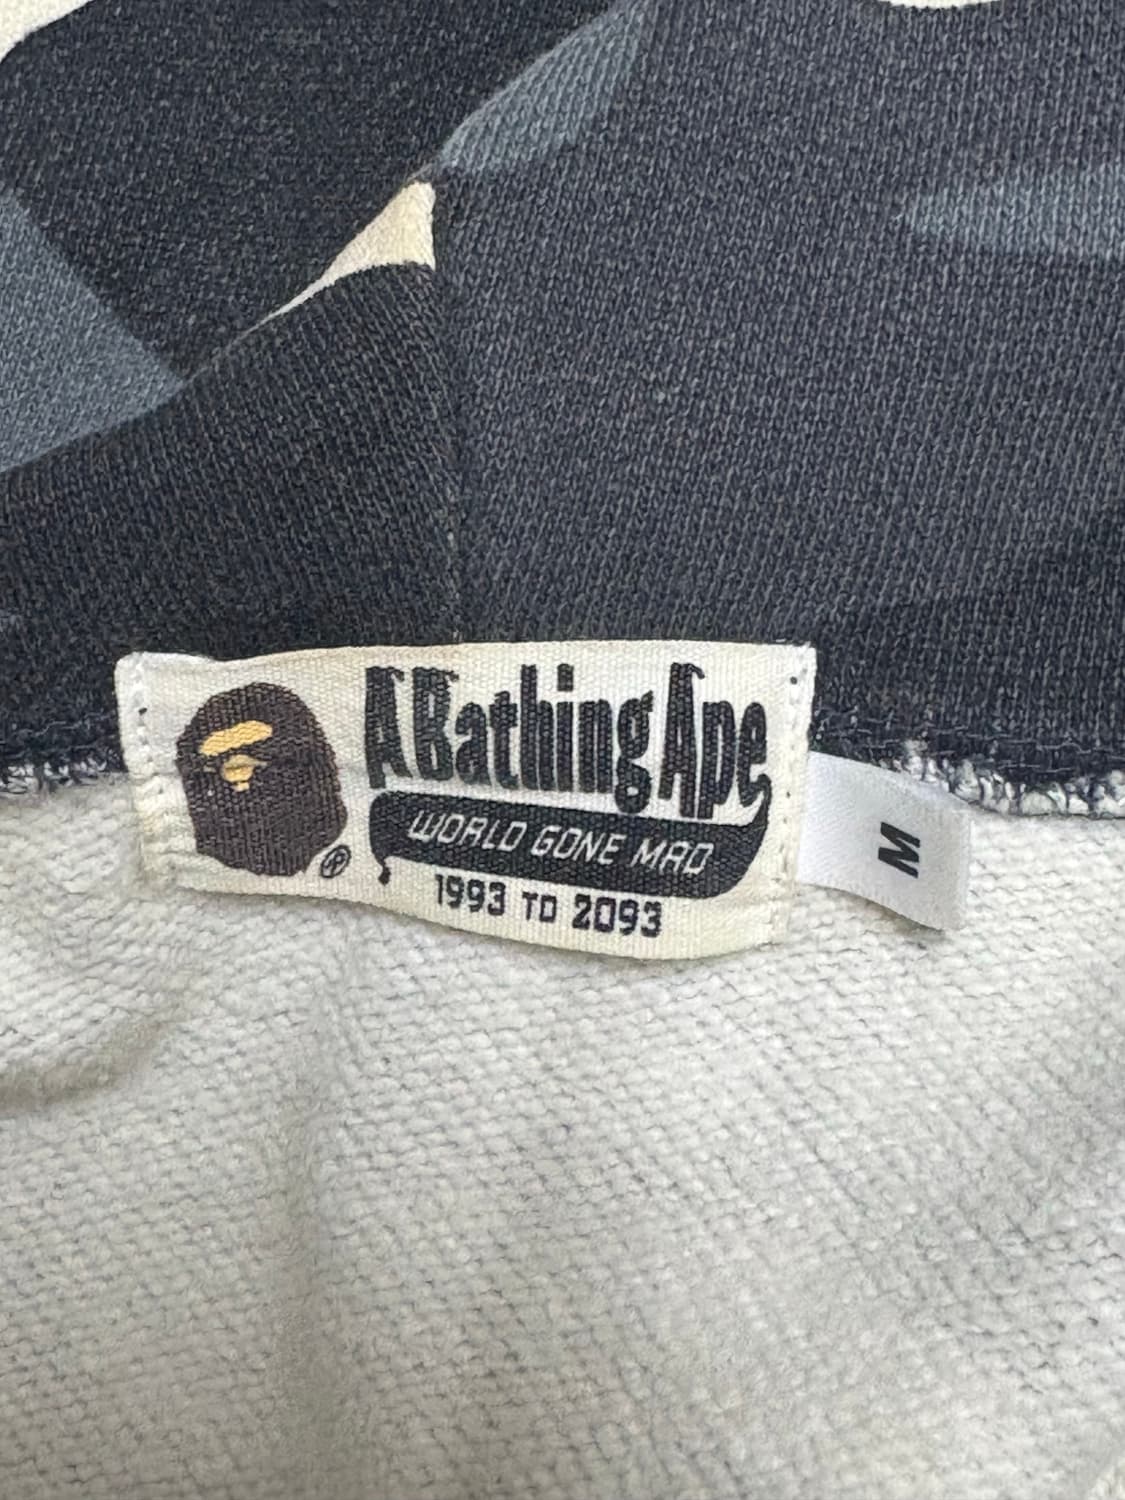 A Bathing Ape
WORLD GONE MAD
®
1993 TO 2093
M